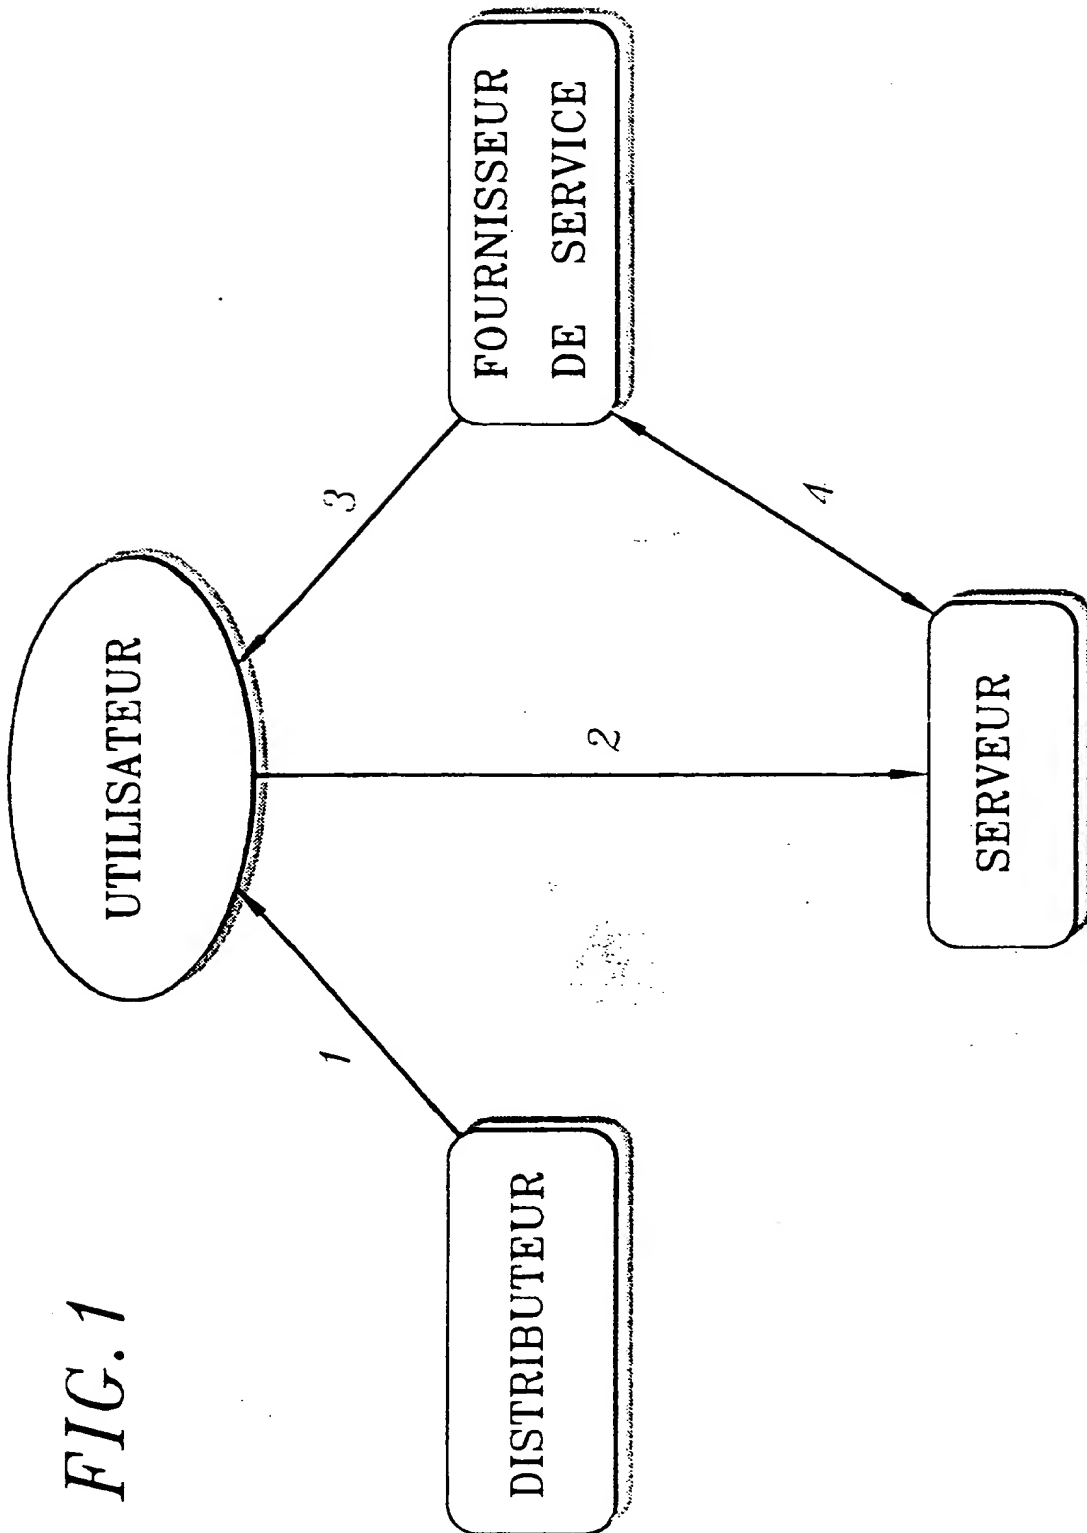 FIG.1
UTILISATEUR
1
3
2
DISTRIBUTEUR
FOURNISSEUR
DE SERVICE
4
SERVEUR